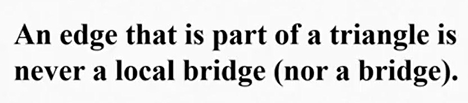 An edge that is part of a triangle is
never a local bridge (nor a bridge).